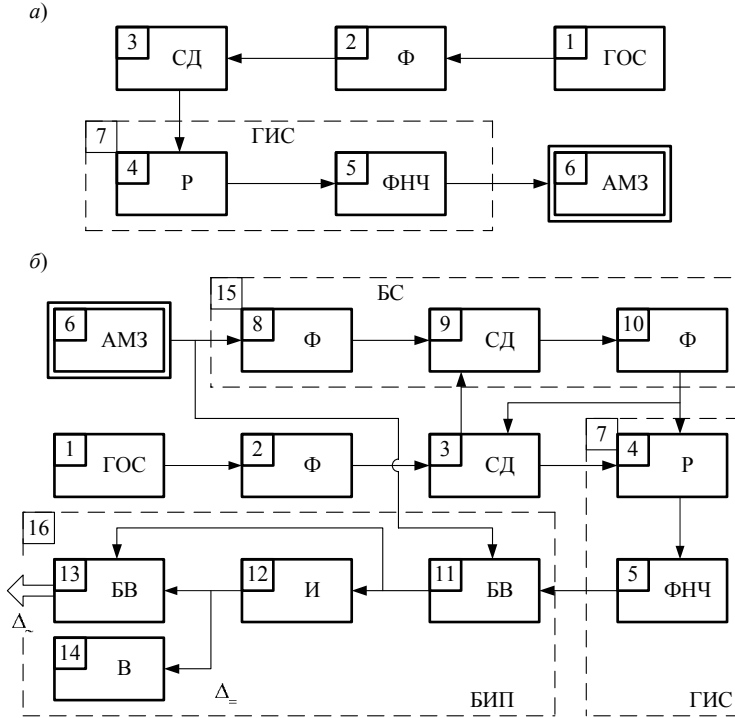 а)
3 СД 2 Ф 1 ГОС
7 ГИС
4 Р 5 ФНЧ 6 АМЗ
б)
15 БС
6 АМЗ 8 Ф 9 СД 10 Ф
1 ГОС 2 Ф 3 СД 7 4 Р
16
13 БВ 12 И 11 БВ 5 ФНЧ
Δ~
14 В
Δ=
БИП ГИС